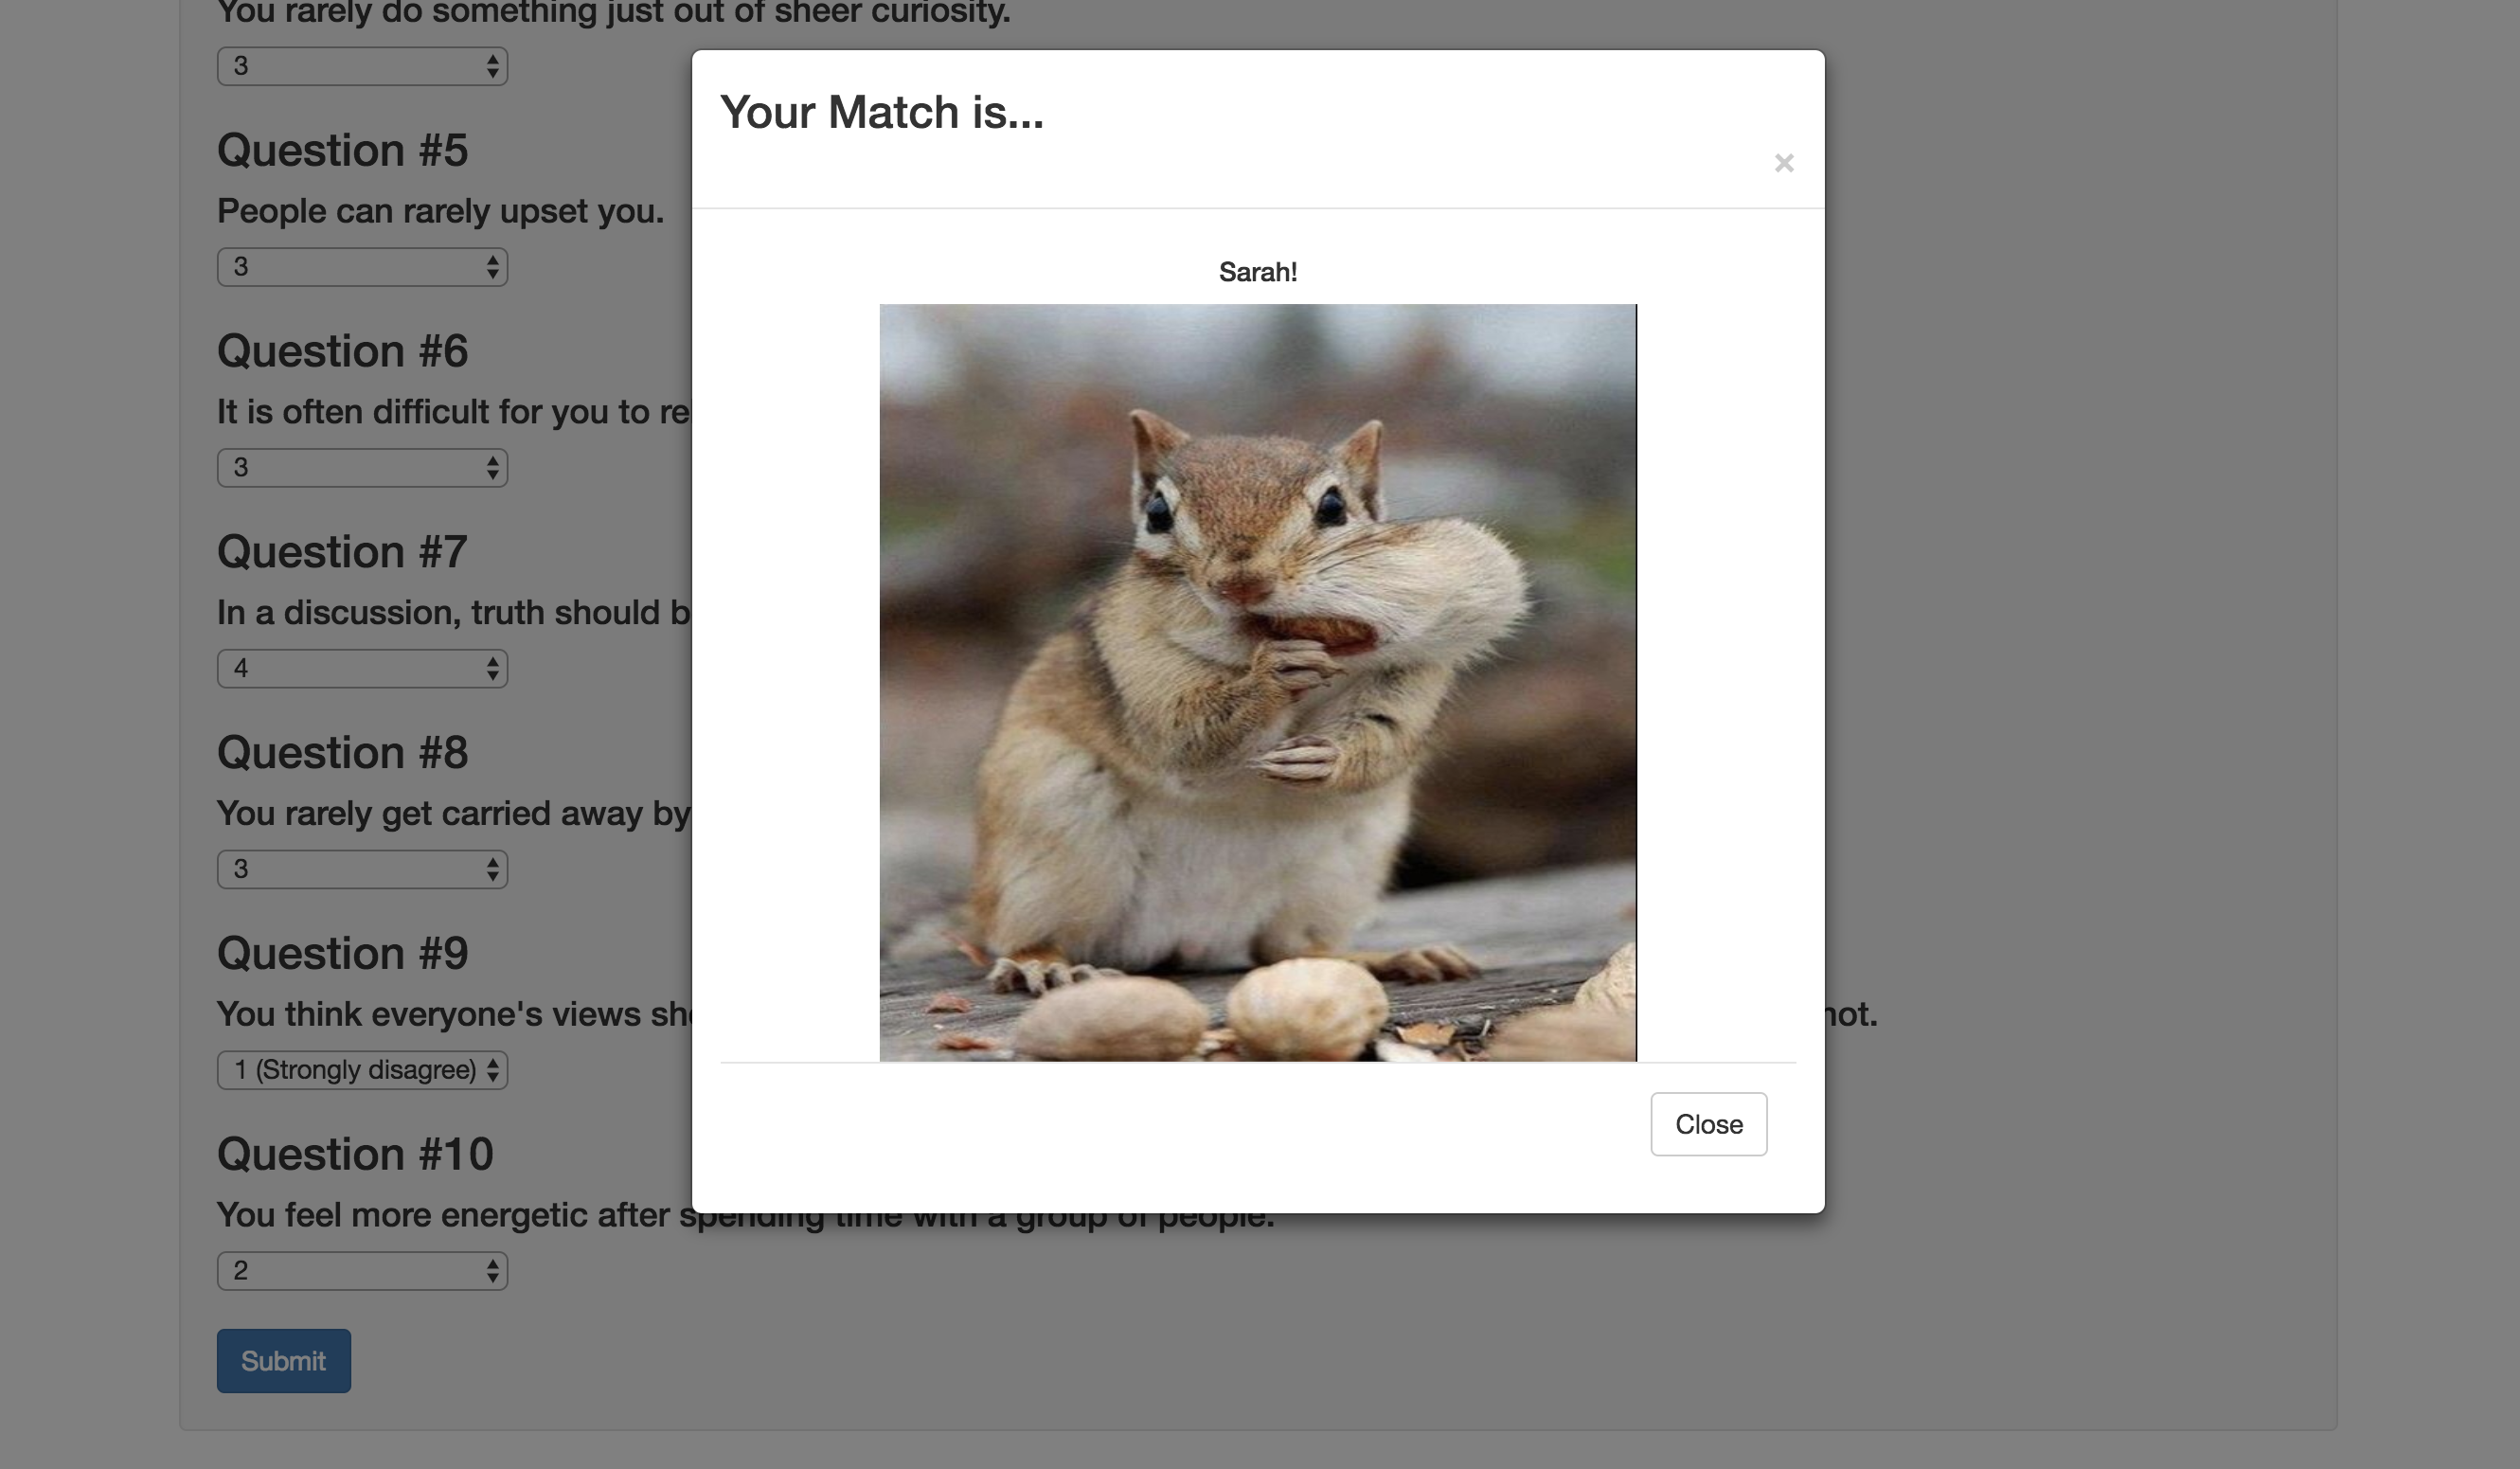 You rarely do something just out of sheer curiosity.
3
Question #5
People can rarely upset you.
3
Question #6
It is often difficult for you to
3
Question #7
In a discussion, truth should
4
Question #8
You rarely get carried away by
3
Question #9
You think everyone's views
not.
1 (Strongly disagree)
Question #10
You feel more energetic after spending time with a group of people.
2
Submit
Your Match is...
×
Sarah!
Close